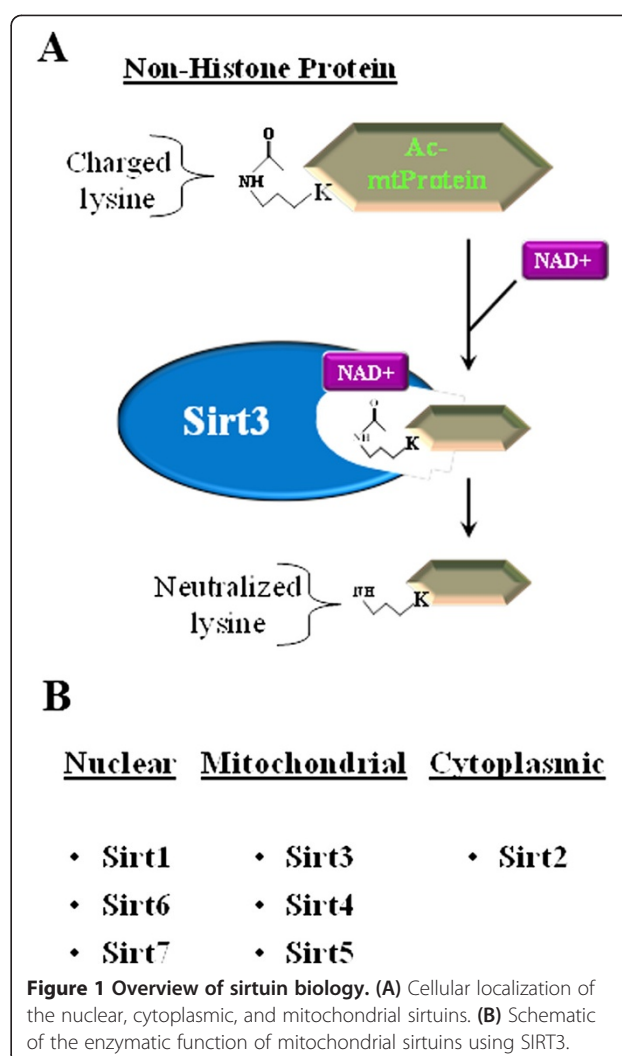 A
Non-Histone Protein
O
NH
Charged
lysine
K
Ac-
mtProtein
NAD+
NAD+
Sirt3
O
NH
K
Neutralized
lysine
NH
K
B
Nuclear Mitochondrial Cytoplasmic
• Sirt1 • Sirt3 • Sirt2
• Sirt6 • Sirt4
• Sirt7 • Sirt5
Figure 1 Overview of sirtuin biology. (A) Cellular localization of
the nuclear, cytoplasmic, and mitochondrial sirtuins. (B) Schematic
of the enzymatic function of mitochondrial sirtuins using SIRT3.